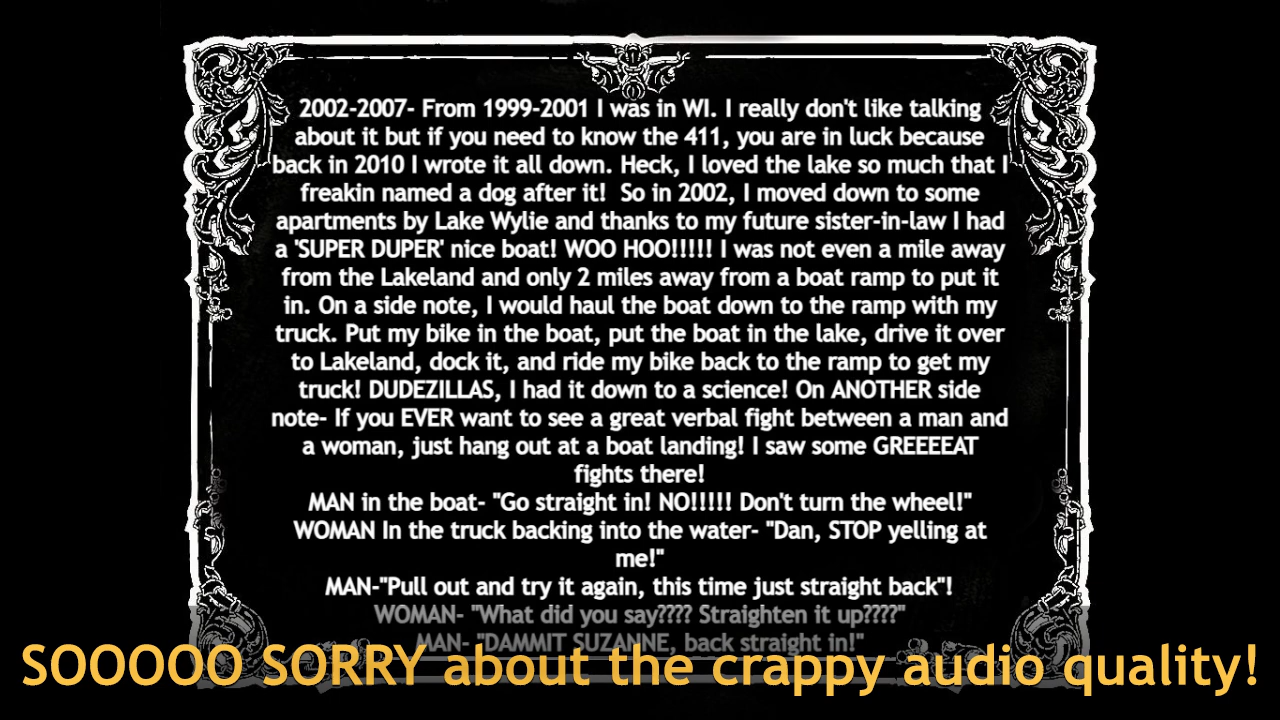 2002-2007- From 1999-2001 I was in WI. I really don't like talking
about it but if you need to know the 411, you are in luck because
back in 2010 I wrote it all down. Heck, I loved the lake so much that I
freakin named a dog after it!  So in 2002, I moved down to some
apartments by Lake Wylie and thanks to my future sister-in-law I had
a 'SUPER DUPER' nice boat! WOO HOO!!!!! I was not even a mile away
from the Lakeland and only 2 miles away from a boat ramp to put it
in. On a side note, I would haul the boat down to the ramp with my
truck. Put my bike in the boat, put the boat in the lake, drive it over
to Lakeland, dock it, and ride my bike back to the ramp to get my
truck! DUDEZILLAS, I had it down to a science! On ANOTHER side
note- If you EVER want to see a great verbal fight between a man and
a woman, just hang out at a boat landing! I saw some GREEEEAT
fights there!
MAN in the boat- "Go straight in! NO!!!!! Don't turn the wheel!"
WOMAN In the truck backing into the water- "Dan, STOP yelling at
me!"
MAN-"Pull out and try it again, this time just straight back"!
WOMAN- "What did you say???? Straighten it up????"
MAN- "DAMMIT SUZANNE, back straight in!"
SOOOOO SORRY about the crappy audio quality!